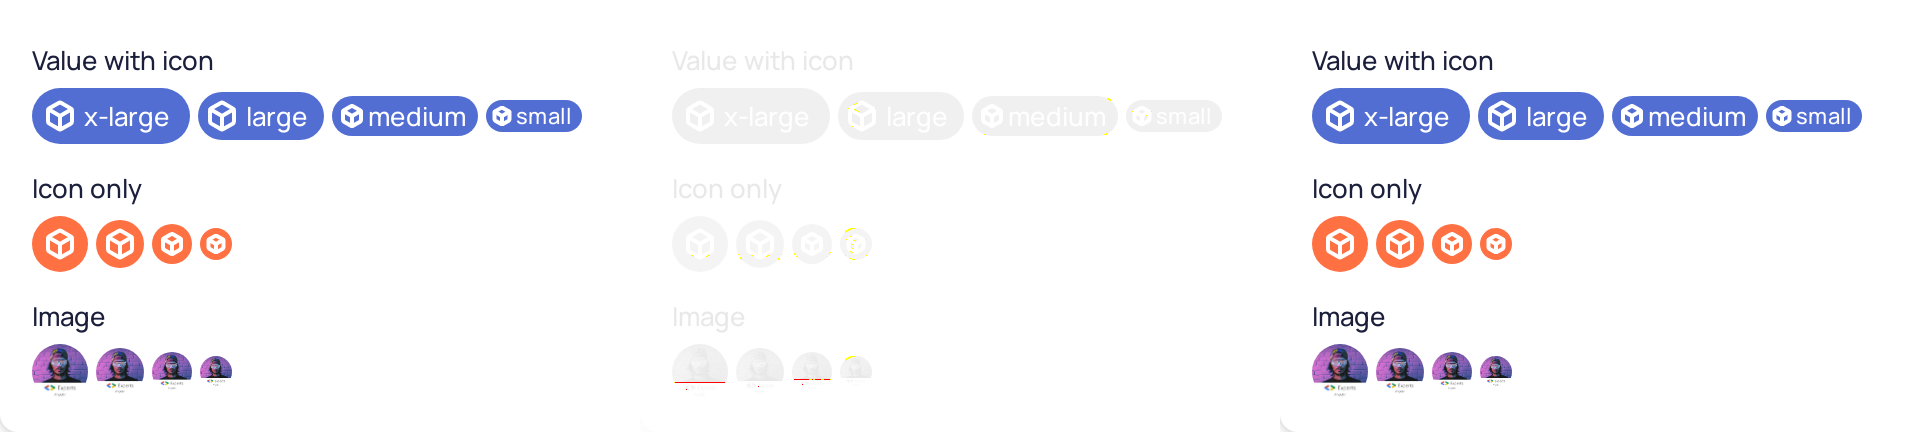 Value with icon
x-large large medium small
Icon only
Image
Value with icon
x-large large medium small
Icon only
Image
Value with icon
x-large large medium small
Icon only
Image